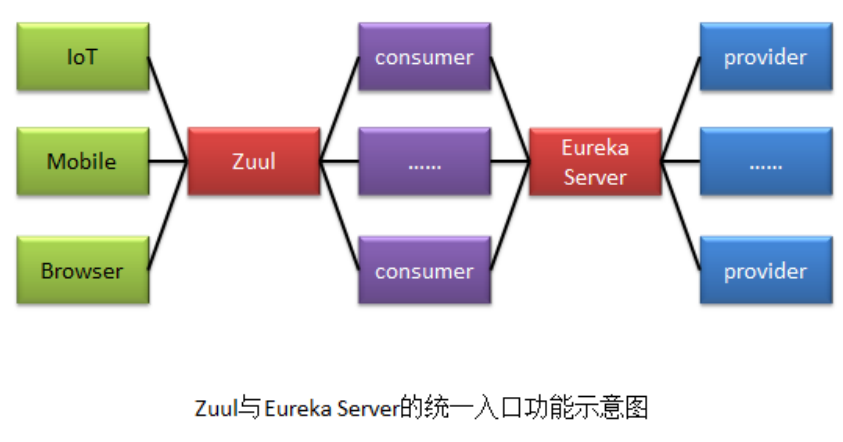 IoT
consumer
provider
Mobile
Zuul
......
Eureka
Server
......
Browser
consumer
provider
Zuul与Eureka Server的统一入口功能示意图